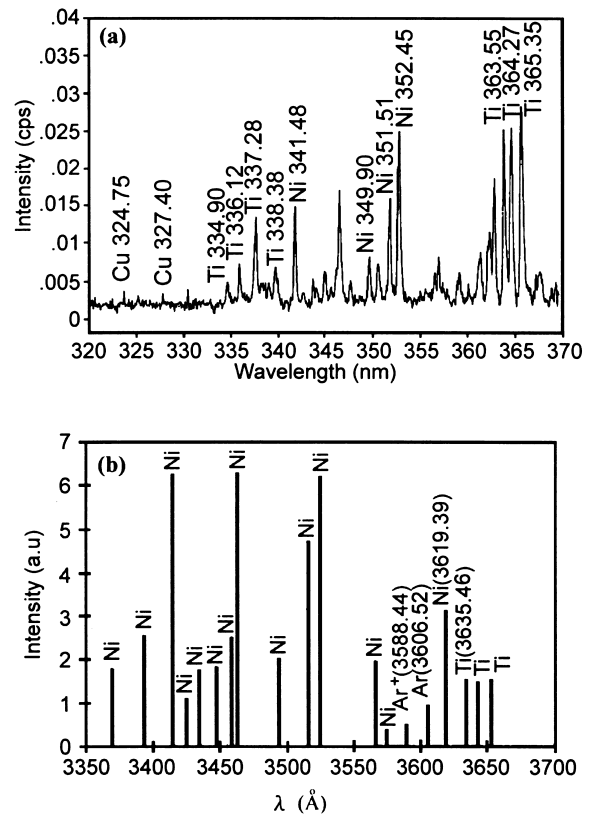 (a)
Intensity (cps)
.04
.03
.025
.02
.015
.01
.005
0
Cu 324.75
Cu 327.40
Ti 334.90
Ti 336.12
Ti 337.28
Ti 338.38
Ni 341.48
Ni 349.90
Ni 351.51
Ni 352.45
Ti 363.55
Ti 364.27
Ti 365.35
320 325 330 335 340 345 350 355 360 365 370
Wavelength (nm)
(b)
Intensity (a.u)
7
6
5
4
3
2
1
0
Ni
Ni
Ni
Ni
Ni
Ni
Ni
Ni
Ni
Ni
Ni
Ni
Ni
Ar+(3588.44)
Ar(3606.52)
Ni(3619.39)
Ti(3635.46)
Ti
Ti
3350 3400 3450 3500 3550 3600 3650 3700
λ (Å)